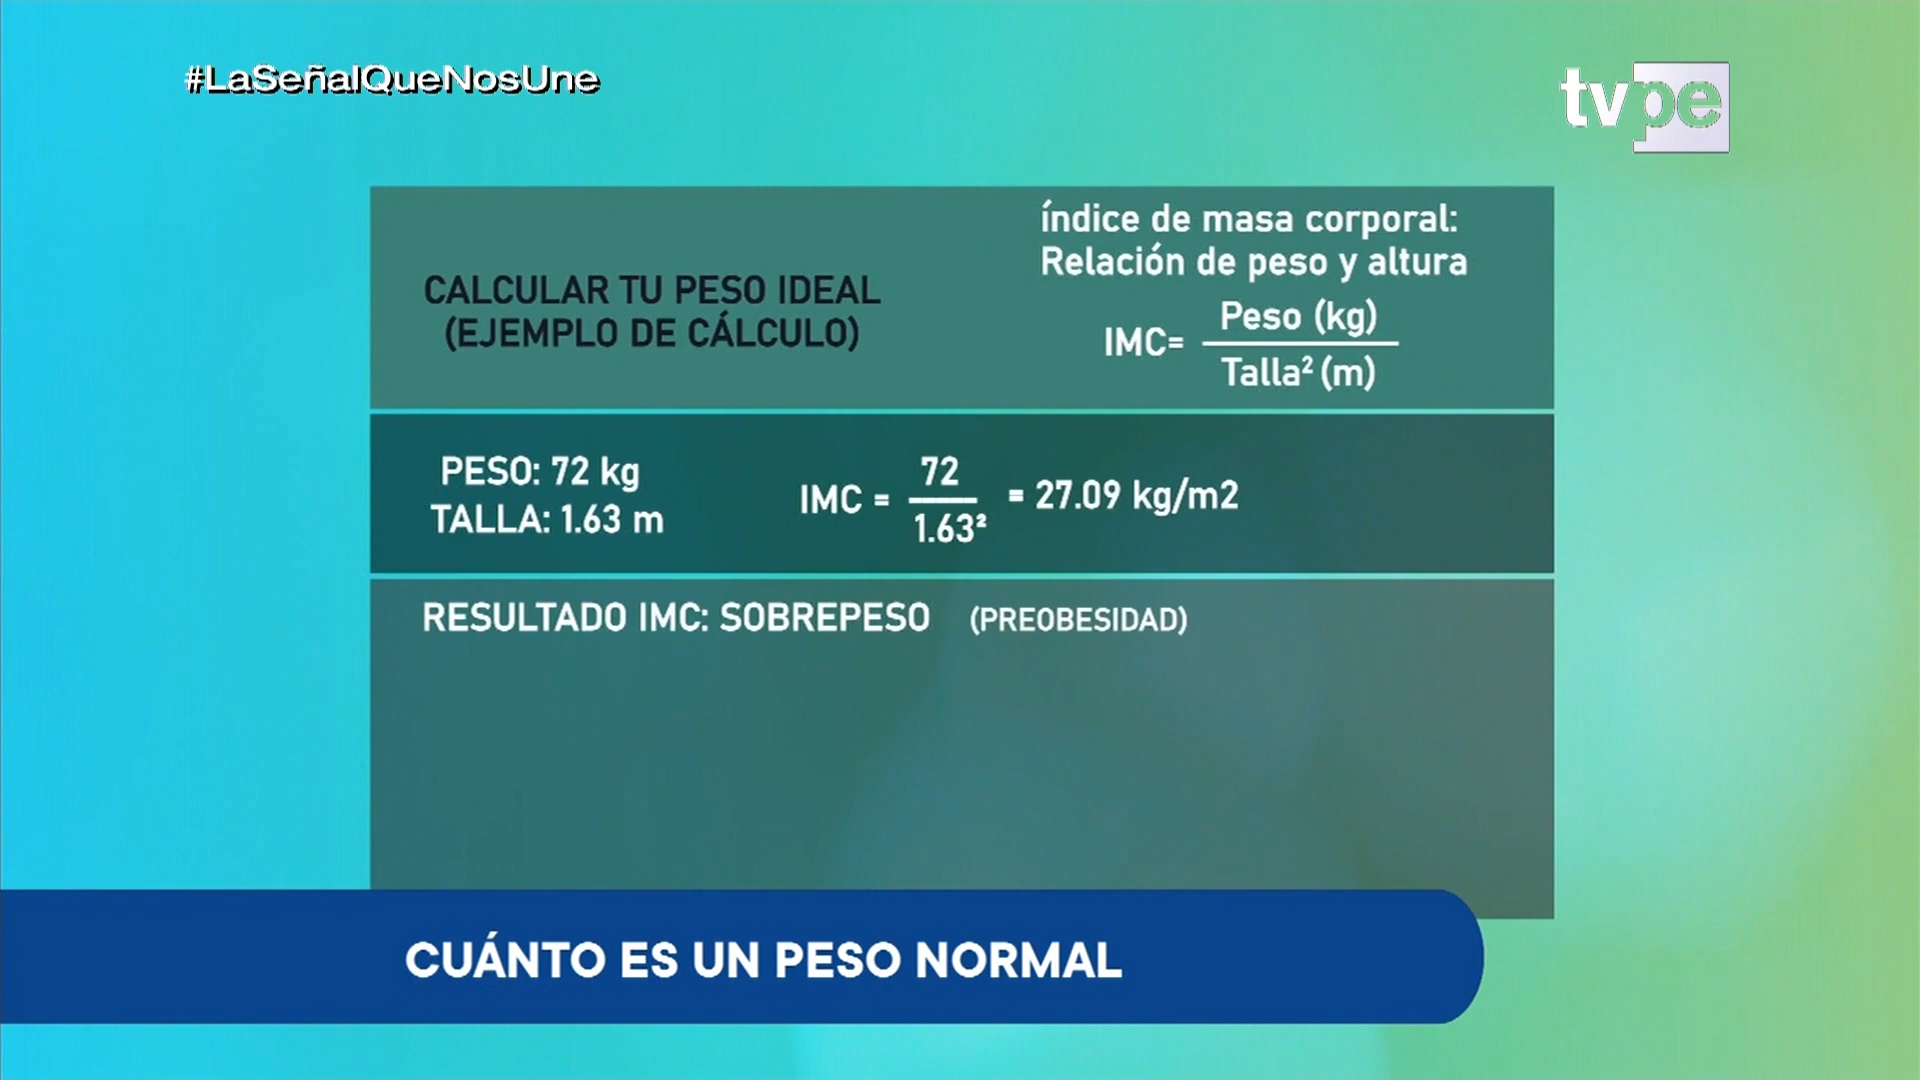 #LaSeñalQueNosUne
tvpe
índice de masa corporal:
Relación de peso y altura
CALCULAR TU PESO IDEAL
(EJEMPLO DE CÁLCULO)
IMC= Peso (kg)
Talla² (m)
PESO: 72 kg
TALLA: 1.63 m
IMC = 72
1.63² = 27.09 kg/m2
RESULTADO IMC: SOBREPESO (PREOBESIDAD)
CUÁNTO ES UN PESO NORMAL